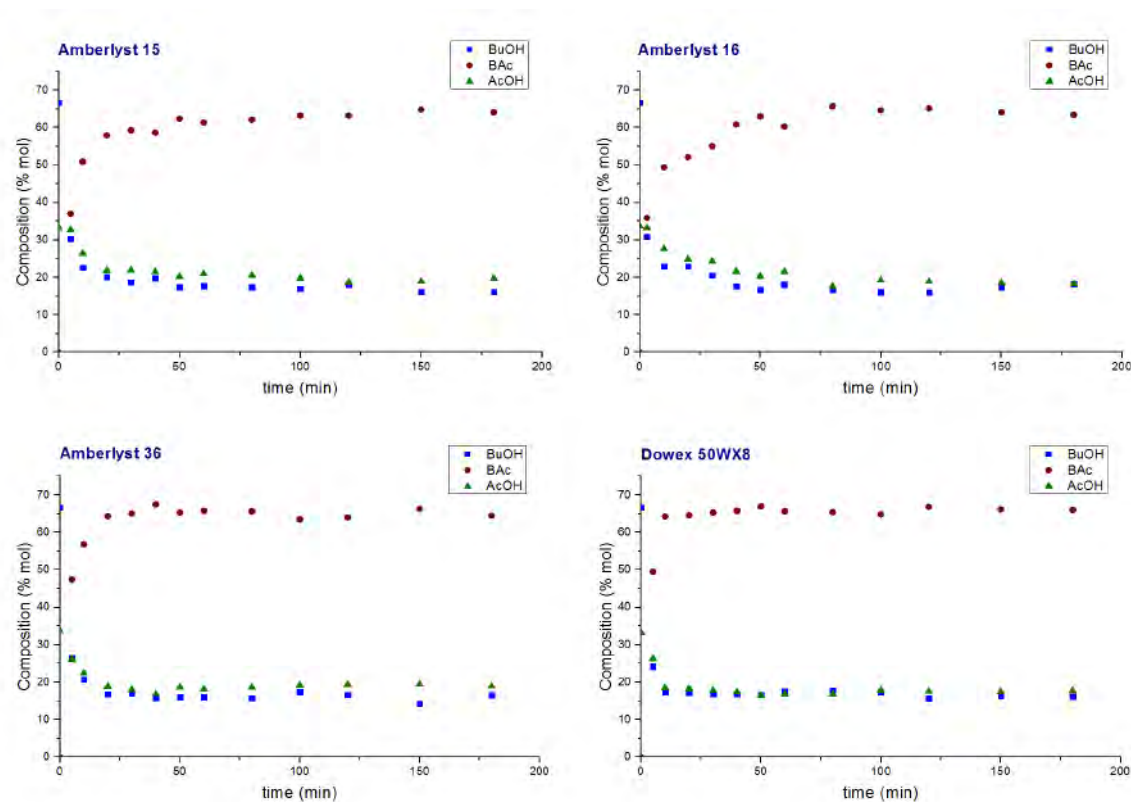 Amberlyst 15
BuOH
BAc
AcOH
Composition (% mol)
70
60
50
40
30
20
10
0
0 50 100 150 200
time (min)
Amberlyst 16
BuOH
BAc
AcOH
Composition (% mol)
70
60
50
40
30
20
10
0
0 50 100 150 200
time (min)
Amberlyst 36
BuOH
BAc
AcOH
Composition (% mol)
70
60
50
40
30
20
10
0
0 50 100 150 200
time (min)
Dowex 50WX8
BuOH
BAc
AcOH
Composition (% mol)
70
60
50
40
30
20
10
0
0 50 100 150 200
time (min)